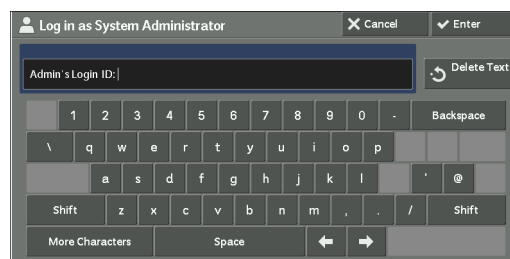 Log in as System Administrator Cancel Enter
Admin's Login ID: Delete Text
1 2 3 4 5 6 7 8 9 0 - Backspace
\ q w e r t y u i o p
a s d f g h j k l ' @
Shift z x c v b n m , . / Shift
More Characters Space